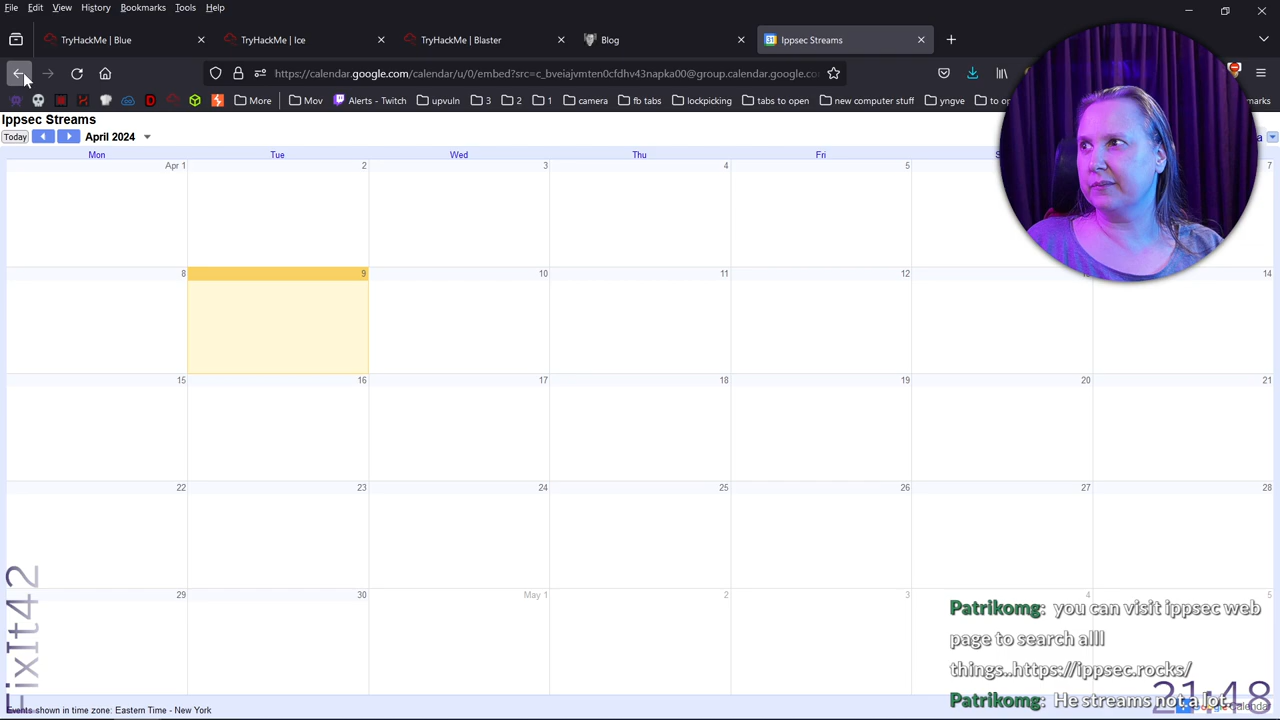 File Edit View History Bookmarks Tools Help
TryHackMe | Blue
TryHackMe | Ice
TryHackMe | Blaster
Blog
Ippsec Streams
https://calendar.google.com/calendar/u/0/embed?src=c_bveiajvmten0cfdhv43napka00@group.calendar.google.co
More Mov Alerts - Twitch upvuln 3 2 1 camera fb tabs lockpicking tabs to open new computer stuff yngve to o
Ippsec Streams
Today April 2024
Mon Tue Wed Thu Fri S
Apr 1 2 3 4 5 7
8 9 10 11 12 14
15 16 17 18 19 20 21
22 23 24 25 26 27 28
29 30 May 1 2 3 4 5
FixIt42
Patrikomg: you can visit ippsec web
page to search alll
things..https://ippsec.rocks/
Patrikomg: He streams not a lot.
21:48
Events shown in time zone: Eastern Time - New York